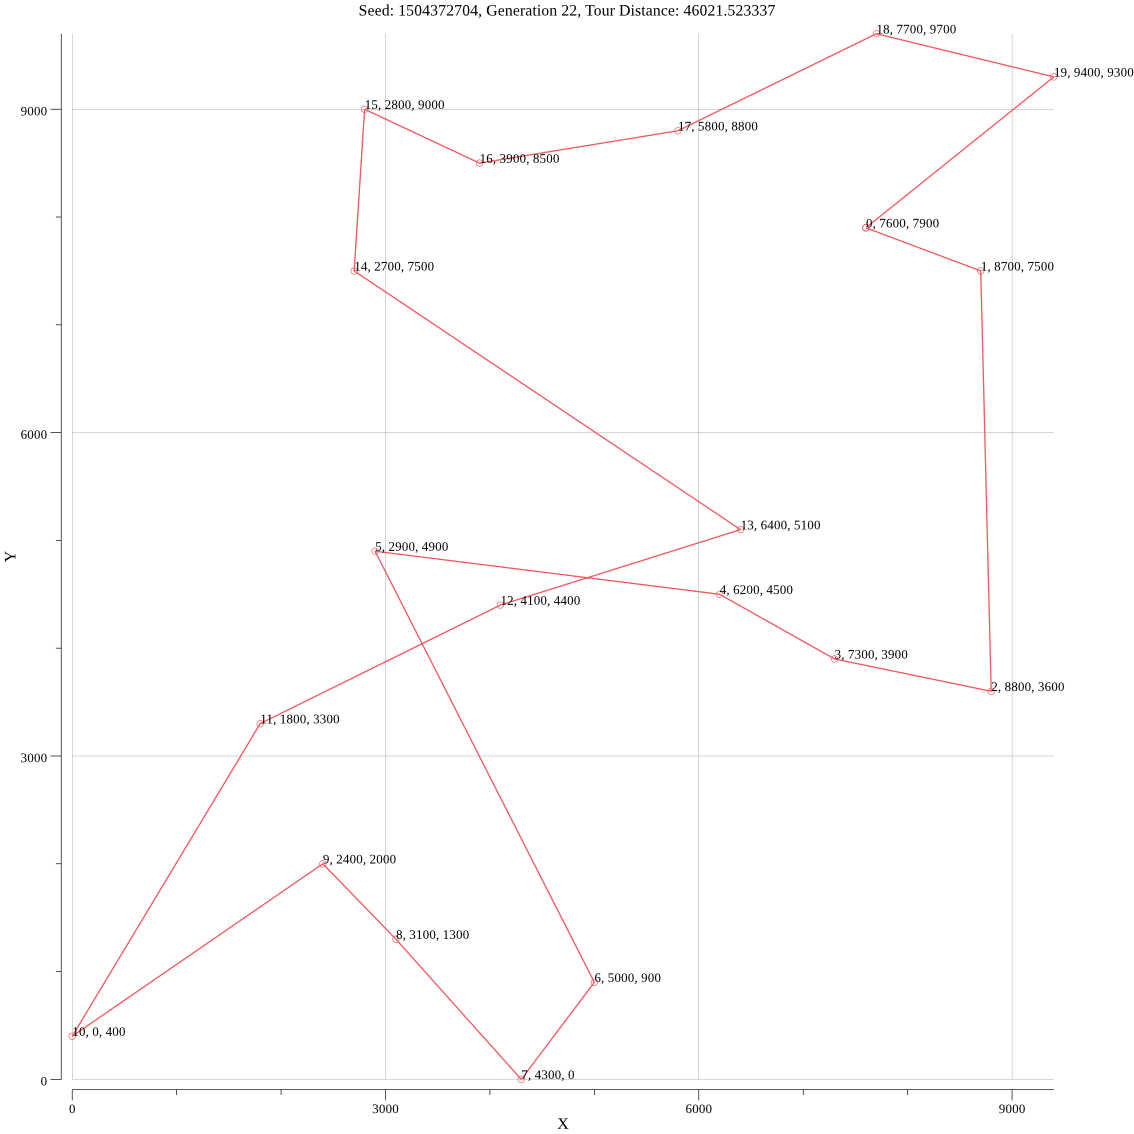 Seed: 1504372704, Generation 22, Tour Distance: 46021.523337
18, 7700, 9700
19, 9400, 9300
15, 2800, 9000
9000
17, 5800, 8800
16, 3900, 8500
0, 7600, 7900
14, 2700, 7500
1, 8700, 7500
6000
13, 6400, 5100
5, 2900, 4900
Y
4, 6200, 4500
12, 4100, 4400
3, 7300, 3900
2, 8800, 3600
11, 1800, 3300
3000
9, 2400, 2000
8, 3100, 1300
6, 5000, 900
10, 0, 400
7, 4300, 0
0
0 3000 6000 9000
X